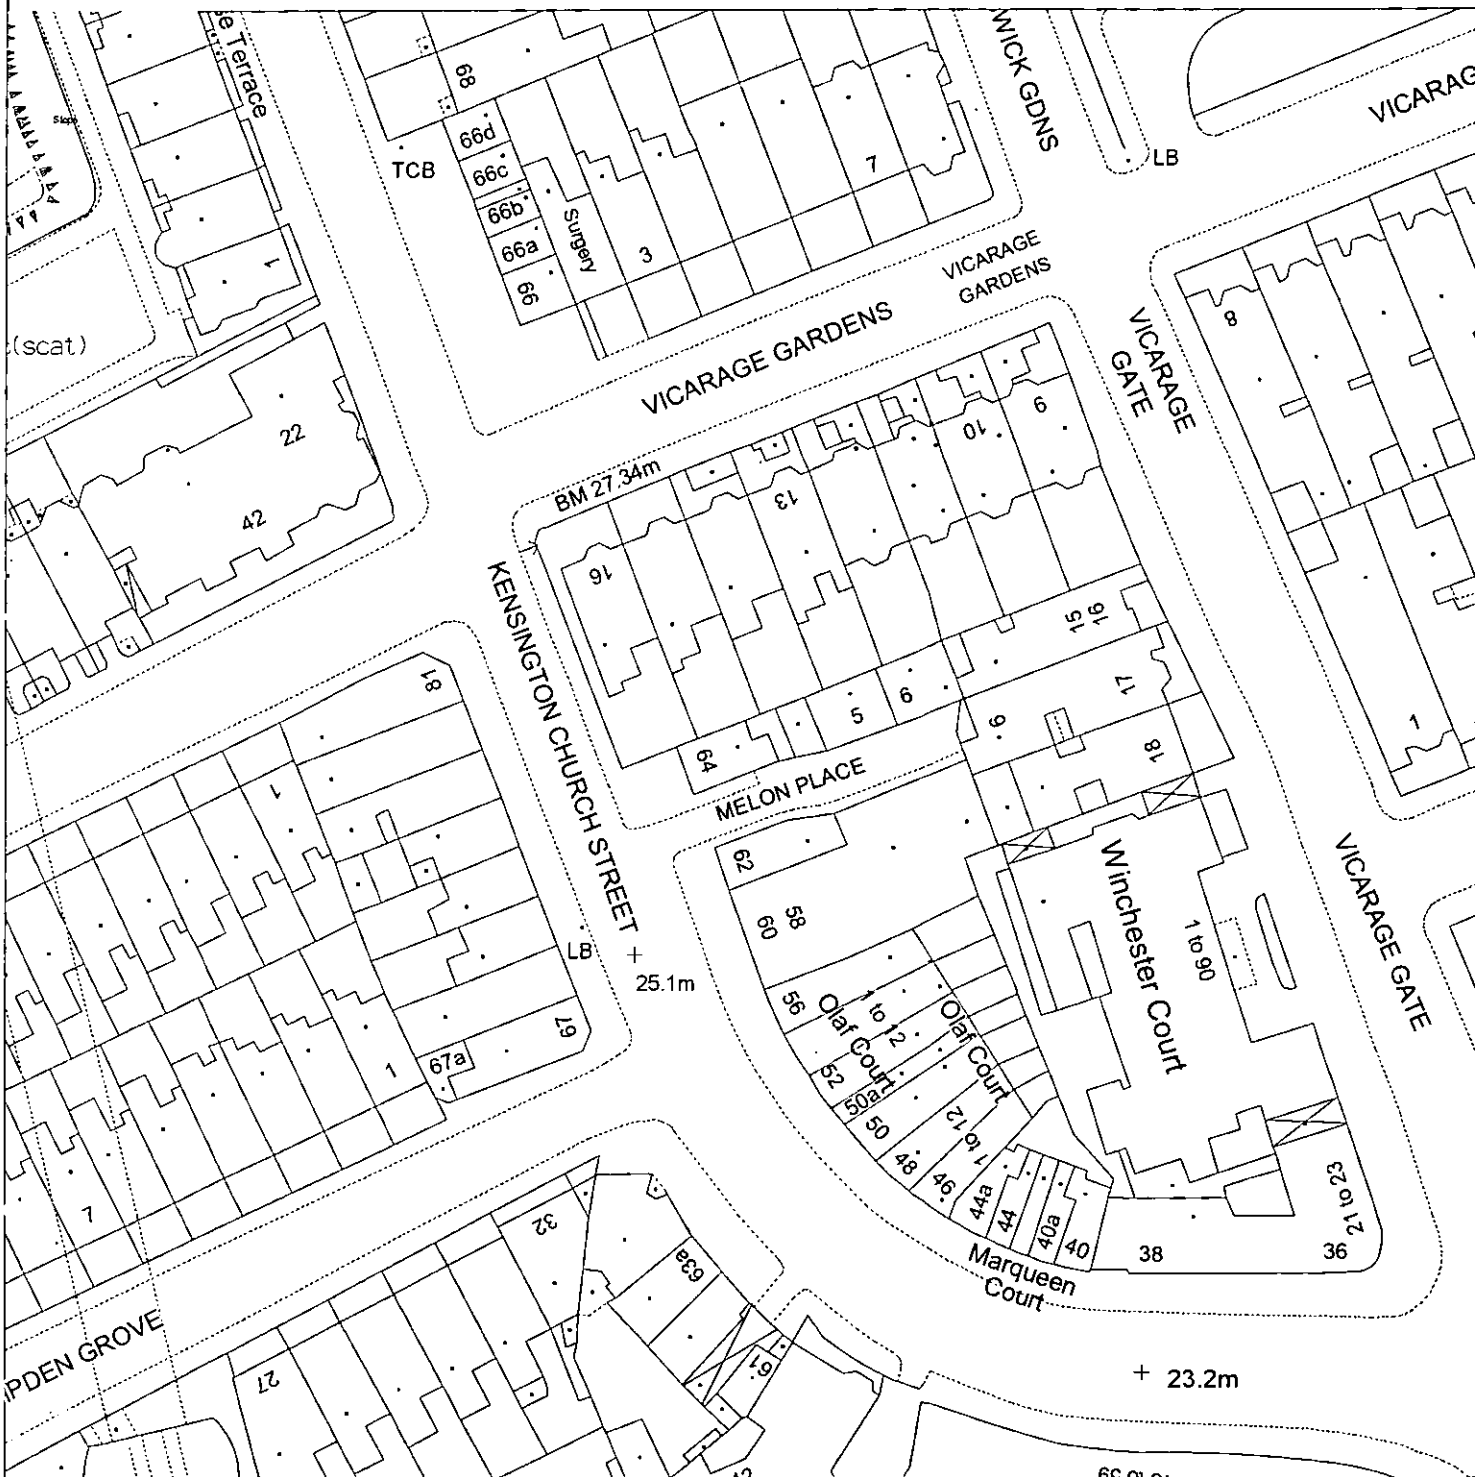 WICK GDNS
VICARAG
Terrace
68
Slope
TCB
66d
66c
66b
66a
66
Surgery
3
7
LB
1
VICARAGE
GARDENS
8
(scat)
VICARAGE GARDENS
VICARAGE
GATE
22
42
9
10
13
BM 27.34m
16
KENSINGTON CHURCH STREET
15
16
81
17
5
6
9
18
64
1
1
MELON PLACE
62
58
60
Winchester Court
1 to 90
VICARAGE GATE
LB
25.1m
56
1 to 12
Olaf Court
Olaf Court
1 to 12
67
67a
1
52
50a
50
48
46
44a
44
40a
40
38
36
21 to 23
Marqueen
Court
7
32
63a
61
PDEN GROVE
27
23.2m